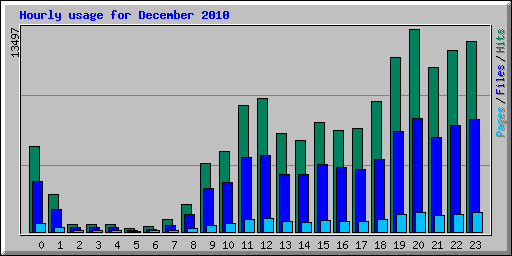 Hourly usage for December 2010
13497
Pages / Files / Hits
0 1 2 3 4 5 6 7 8 9 10 11 12 13 14 15 16 17 18 19 20 21 22 23